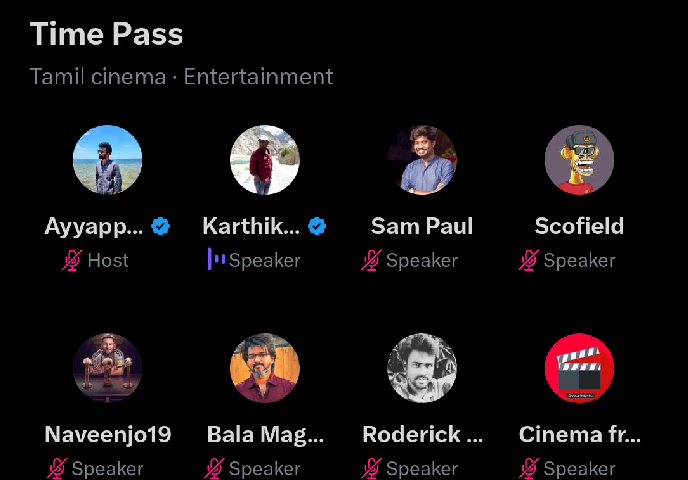 Time Pass
Tamil cinema · Entertainment
Ayyapp... Karthik... Sam Paul Scofield
Host Speaker Speaker Speaker
Naveenjo19 Bala Mag... Roderick ... Cinema fr...
Speaker Speaker Speaker Speaker